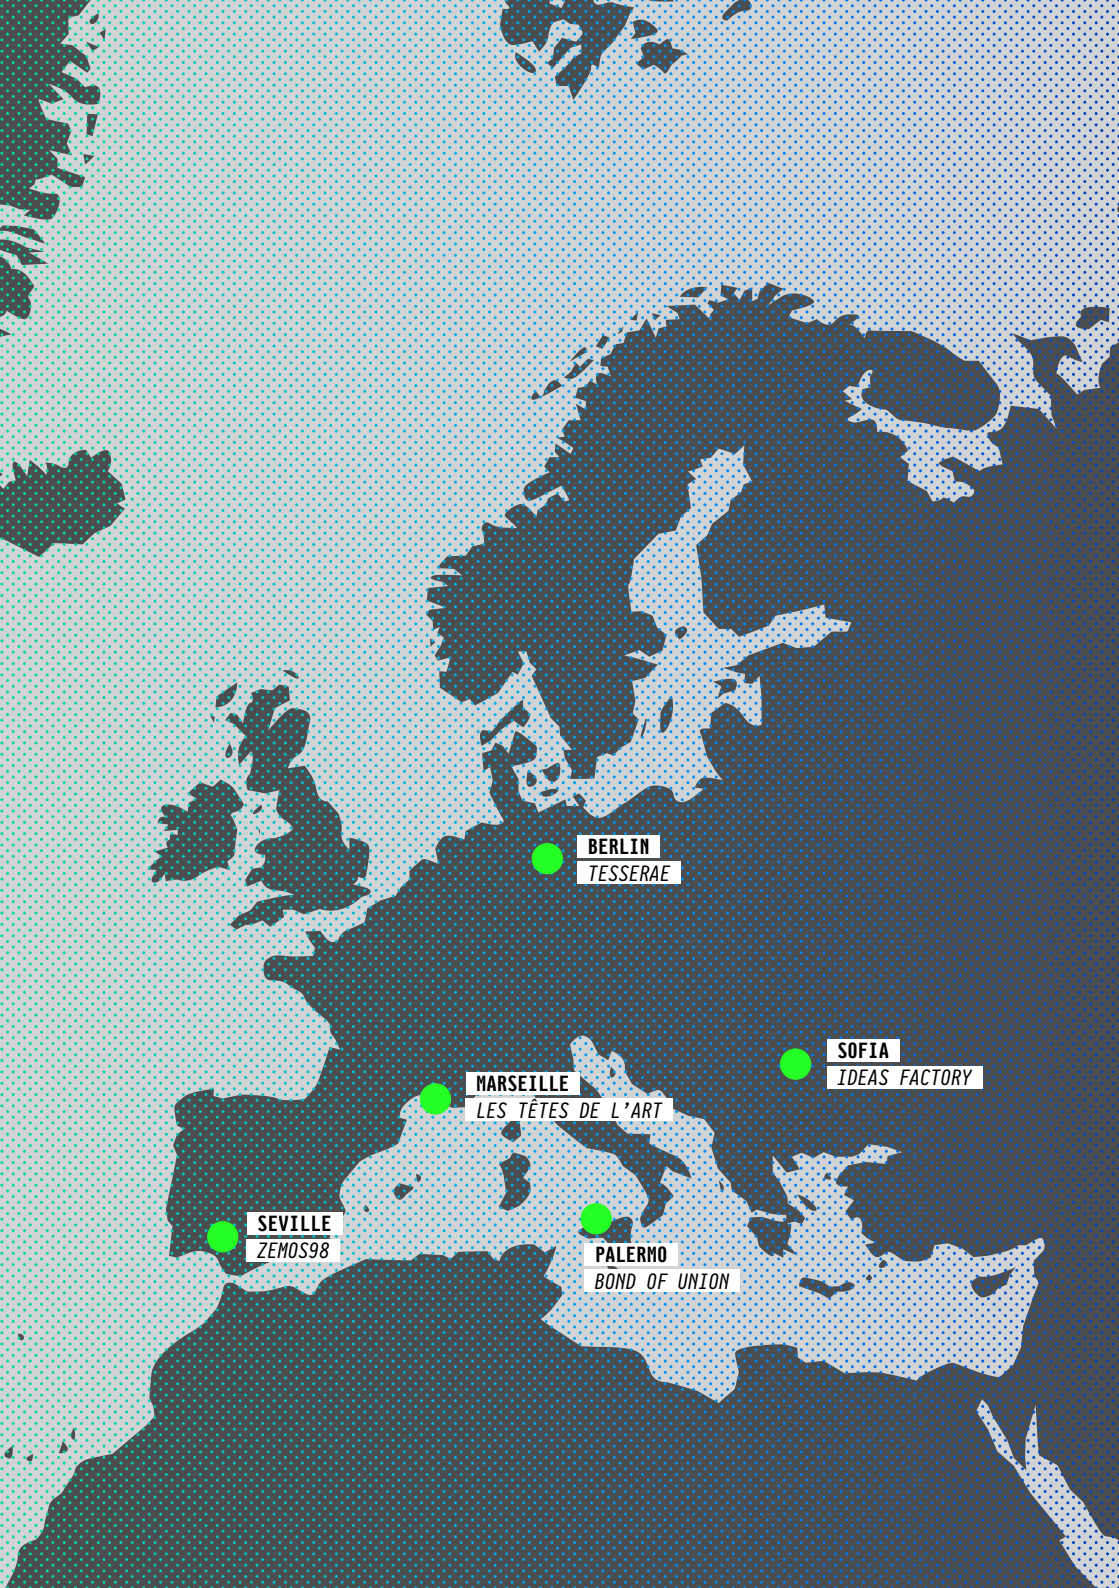 BERLIN
TESSERAE
SOFIA
IDEAS FACTORY
MARSEILLE
LES TÊTES DE L’ART
SEVILLE
ZEMOS98
PALERMO
BOND OF UNION